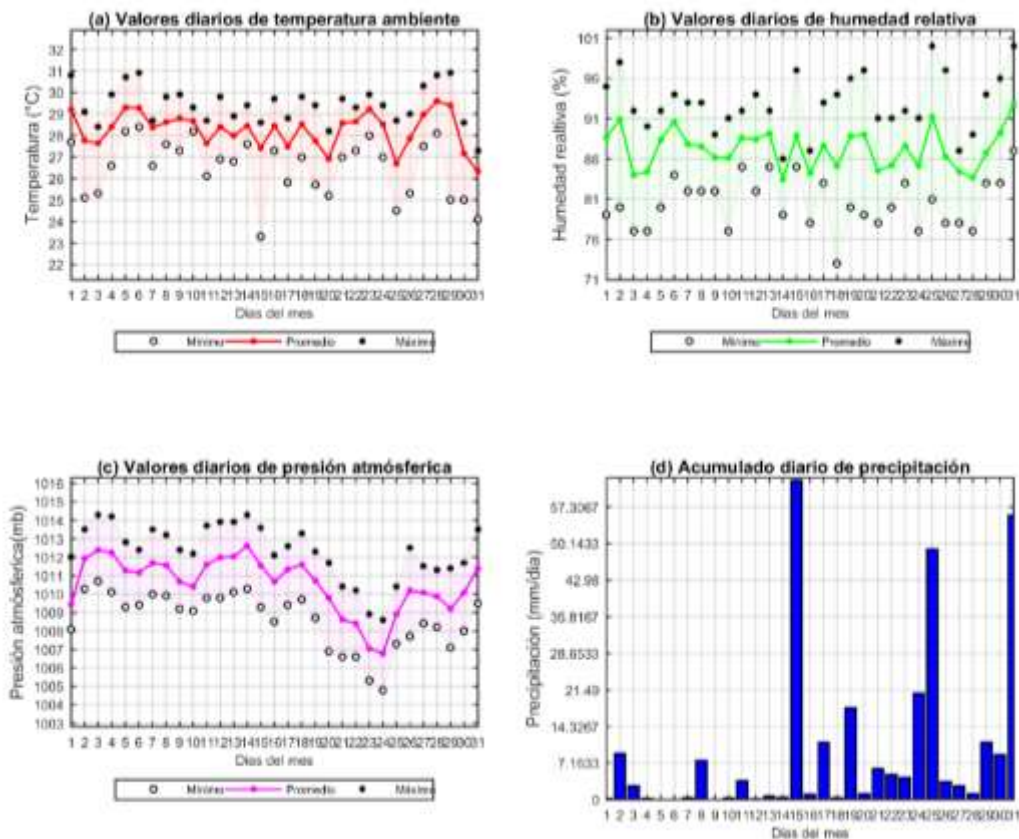 (a) Valores diarios de temperatura ambiente
Temperatura (°C)
32
31
30
29
28
27
26
25
24
23
22
1 2 3 4 5 6 7 8 9 10 11 12 13 14 15 16 17 18 19 20 21 22 23 24 25 26 27 28 29 30 31
Dias del mes
Mínimo Promedio Máximo
(b) Valores diarios de humedad relativa
Humedad realtiva (%)
101
96
91
86
81
76
71
1 2 3 4 5 6 7 8 9 10 11 12 13 14 15 16 17 18 19 20 21 22 23 24 25 26 27 28 29 30 31
Dias del mes
Mínimo Promedio Máximo
(c) Valores diarios de presión atmósferica
Presión atmósferica(mb)
1016
1015
1014
1013
1012
1011
1010
1009
1008
1007
1006
1005
1004
1003
1 2 3 4 5 6 7 8 9 10 11 12 13 14 15 16 17 18 19 20 21 22 23 24 25 26 27 28 29 30 31
Dias del mes
Mínimo Promedio Máximo
(d) Acumulado diario de precipitación
Precipitación (mm/dia)
57.3067
50.1433
42.98
35.8167
28.6533
21.49
14.3267
7.1633
0
1 2 3 4 5 6 7 8 9 10 11 12 13 14 15 16 17 18 19 20 21 22 23 24 25 26 27 28 29 30 31
Dias del mes